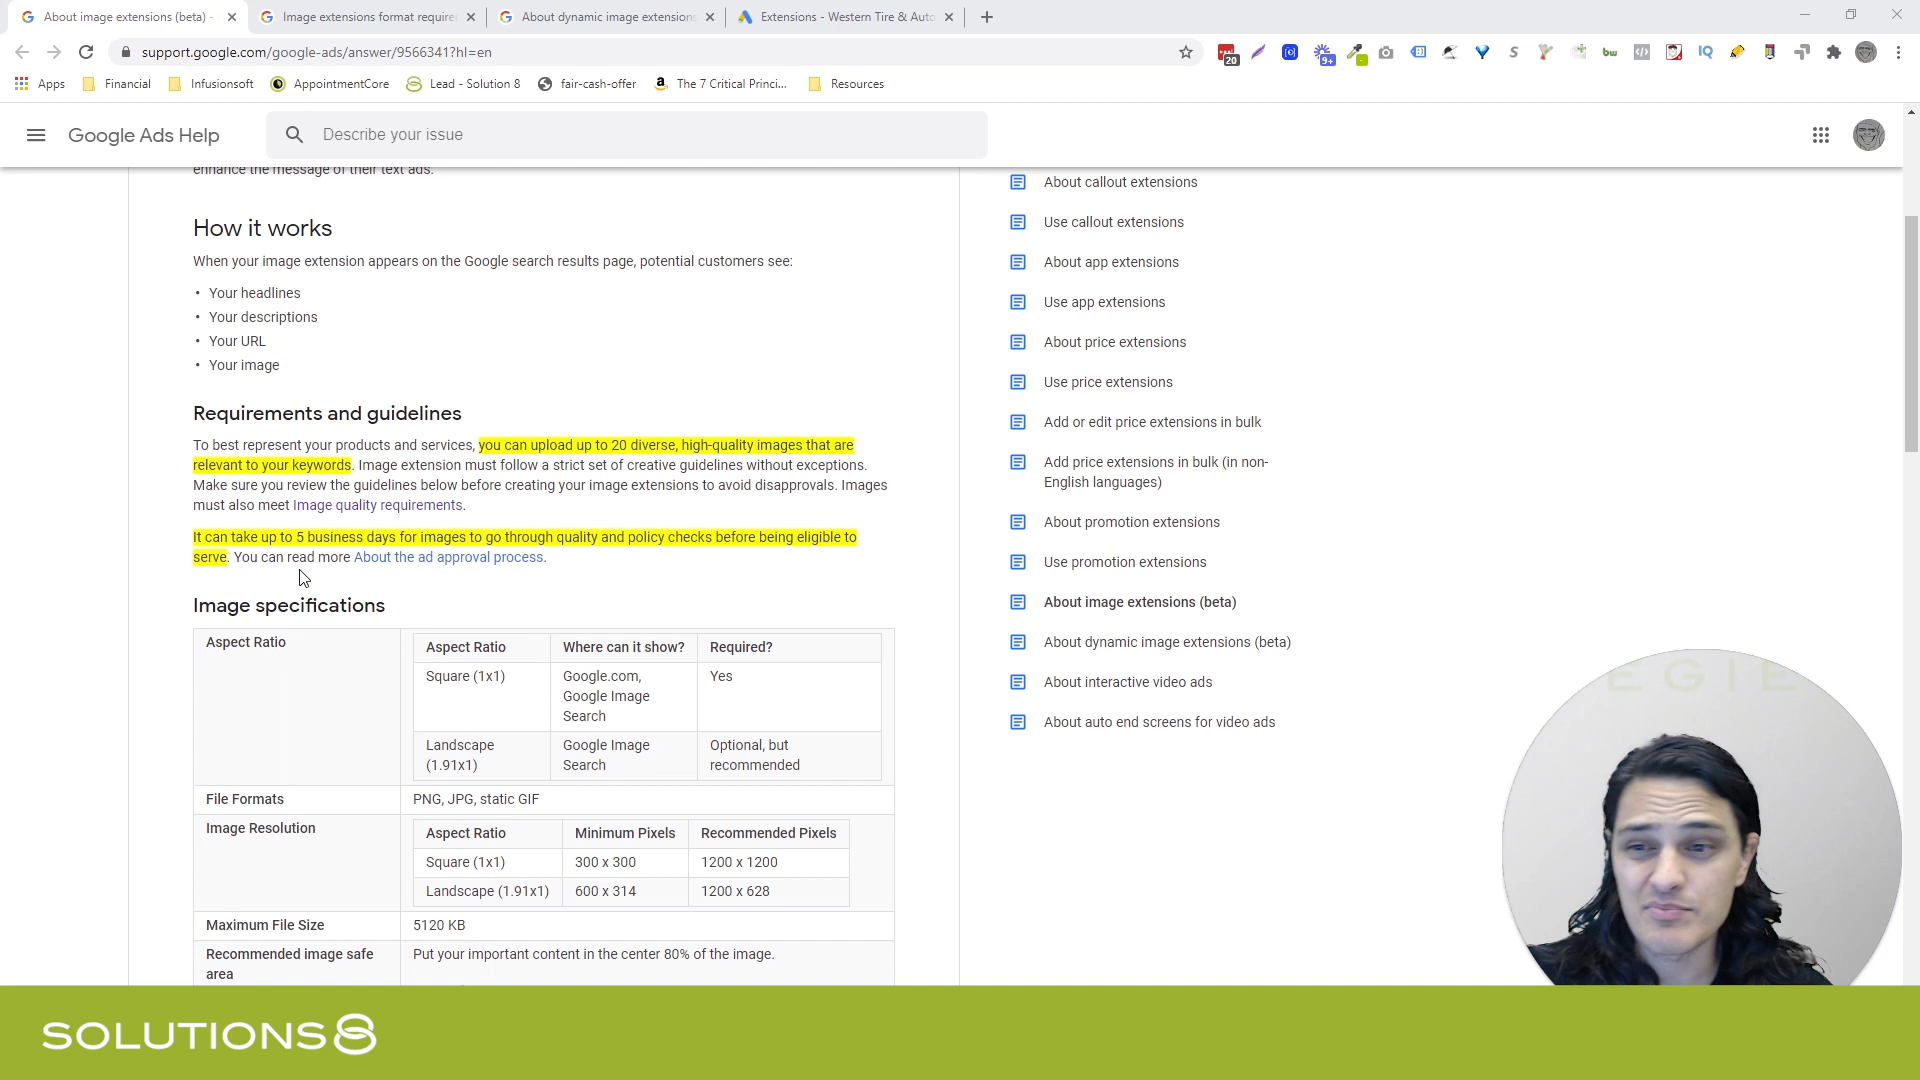 About image extensions (beta) -
Image extensions format require
About dynamic image extensions
Extensions - Western Tire & Auto
support.google.com/google-ads/answer/9566341?hl=en
20
9+
bw
IQ
Apps
Financial
Infusionsoft
AppointmentCore
Lead - Solution 8
fair-cash-offer
The 7 Critical Princi...
Resources
Google Ads Help
Describe your issue
enhance the message of their text ads.
How it works
When your image extension appears on the Google search results page, potential customers see:
• Your headlines
• Your descriptions
• Your URL
• Your image
Requirements and guidelines
To best represent your products and services, you can upload up to 20 diverse, high-quality images that are
relevant to your keywords. Image extension must follow a strict set of creative guidelines without exceptions.
Make sure you review the guidelines below before creating your image extensions to avoid disapprovals. Images
must also meet Image quality requirements.
It can take up to 5 business days for images to go through quality and policy checks before being eligible to
serve. You can read more About the ad approval process.
Image specifications
Aspect Ratio
Aspect Ratio Where can it show? Required?
Square (1x1) Google.com, Yes
Google Image
Search
Landscape Google Image Optional, but
(1.91x1) Search recommended
File Formats PNG, JPG, static GIF
Image Resolution
Aspect Ratio Minimum Pixels Recommended Pixels
Square (1x1) 300 x 300 1200 x 1200
Landscape (1.91x1) 600 x 314 1200 x 628
Maximum File Size 5120 KB
Recommended image safe Put your important content in the center 80% of the image.
area
About callout extensions
Use callout extensions
About app extensions
Use app extensions
About price extensions
Use price extensions
Add or edit price extensions in bulk
Add price extensions in bulk (in non-
English languages)
About promotion extensions
Use promotion extensions
About image extensions (beta)
About dynamic image extensions (beta)
About interactive video ads
About auto end screens for video ads
EGIE
SOLUTIONS8